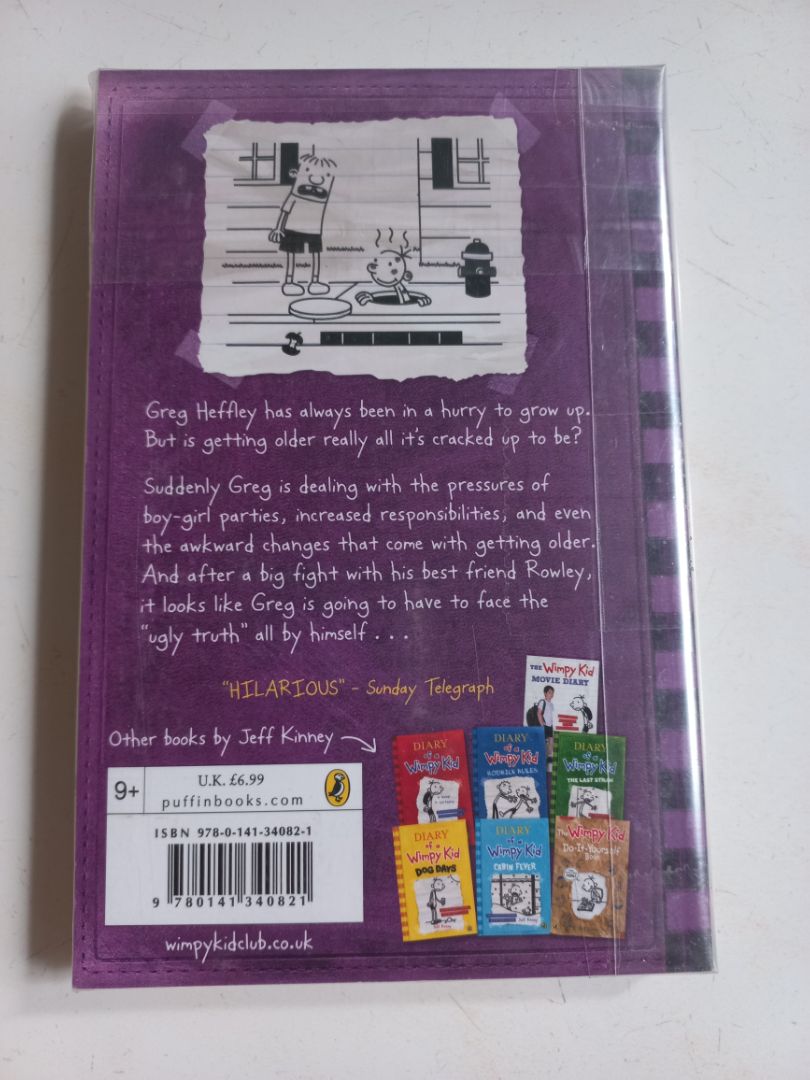 Greg Heffley has always been in a hurry to grow up.
But is getting older really all it's cracked up to be?
Suddenly Greg is dealing with the pressures of
boy-girl parties, increased responsibilities, and even
the awkward changes that come with getting older.
And after a big fight with his best friend Rowley,
it looks like Greg is going to have to face the
"ugly truth" all by himself . . .
"HILARIOUS" - Sunday Telegraph
THE Wimpy Kid
MOVIE DIARY
Other books by Jeff Kinney
DIARY
of a
Wimpy Kid
DIARY
of a
Wimpy Kid
RODRICK RULES
DIARY
of a
Wimpy Kid
THE LAST STRAW
DIARY
of a
Wimpy Kid
DOG DAYS
DIARY
of a
Wimpy Kid
CABIN FEVER
The Wimpy Kid
Do-It-Yourself
Book
9+
U.K. £6.99
puffinbooks.com
ISBN 978-0-141-34082-1
9 780141 340821
wimpykidclub.co.uk